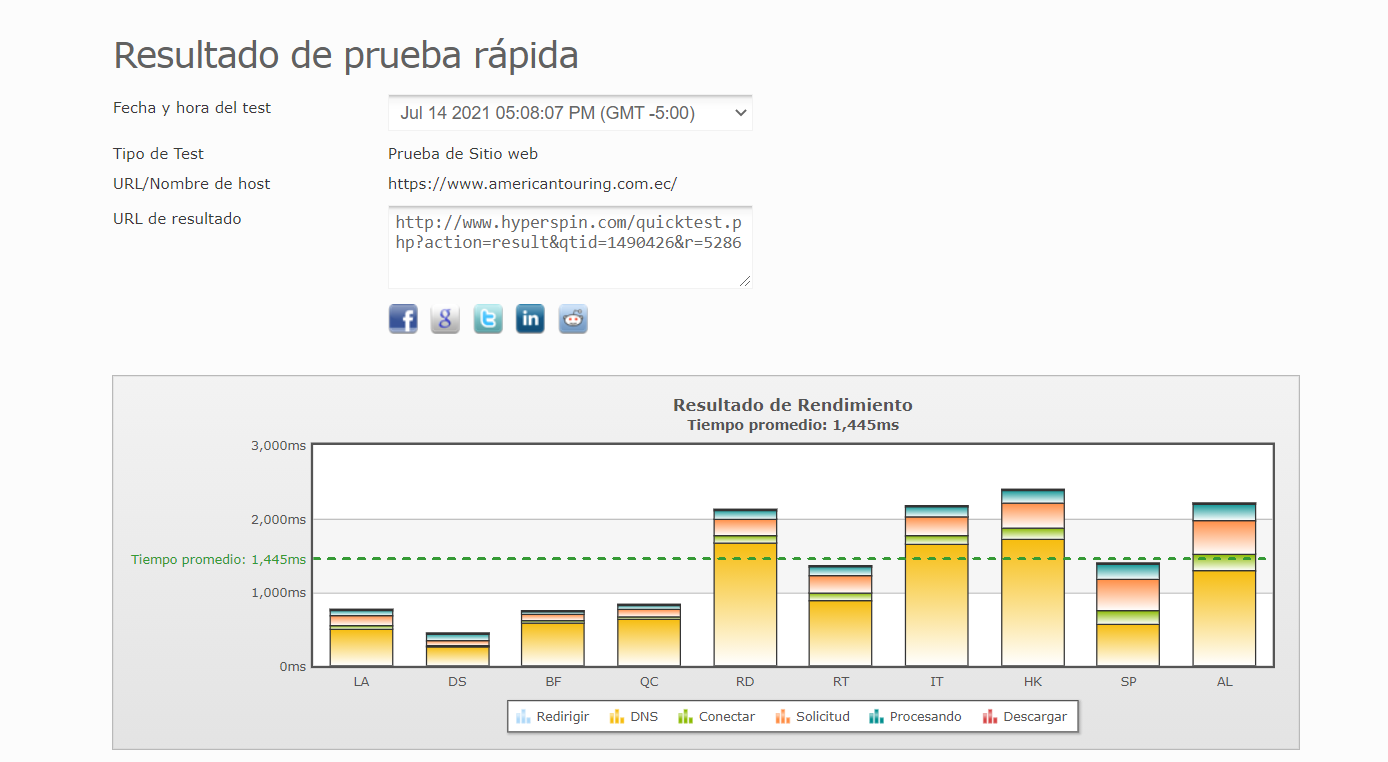 Resultado de prueba rápida
Fecha y hora del test
Jul 14 2021 05:08:07 PM (GMT -5:00)
Tipo de Test
Prueba de Sitio web
URL/Nombre de host
https://www.americantouring.com.ec/
URL de resultado
http://www.hyperspin.com/quicktest.p
hp?action=result&qtid=1490426&r=5286
f g t in
Resultado de Rendimiento
Tiempo promedio: 1,445ms
3,000ms
2,000ms
Tiempo promedio: 1,445ms
1,000ms
0ms
LA DS BF QC RD RT IT HK SP AL
Redirigir DNS Conectar Solicitud Procesando Descargar